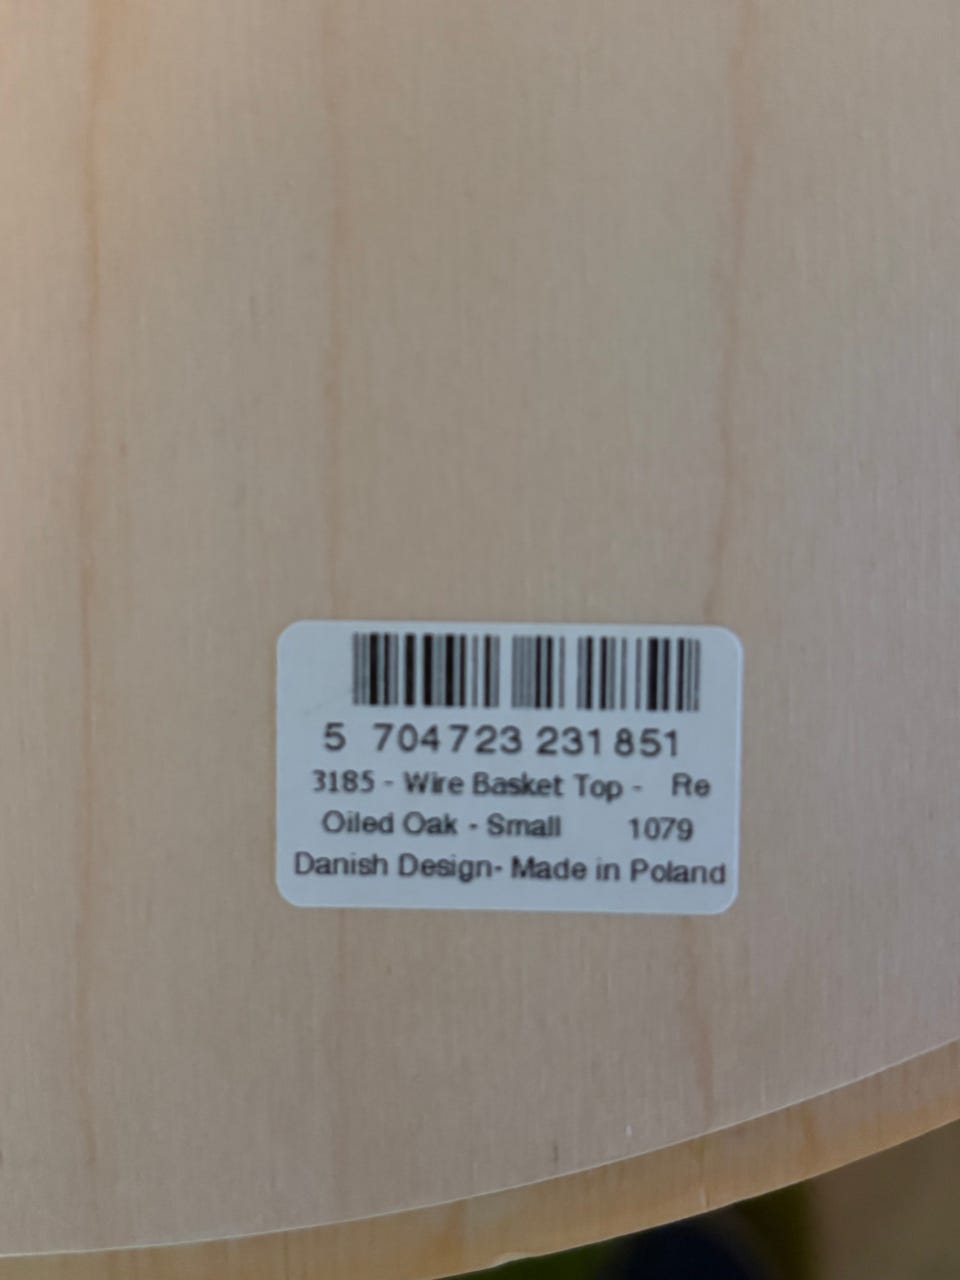 5 704723 231851
3185 - Wire Basket Top - Re
Oiled Oak - Small 1079
Danish Design- Made in Poland